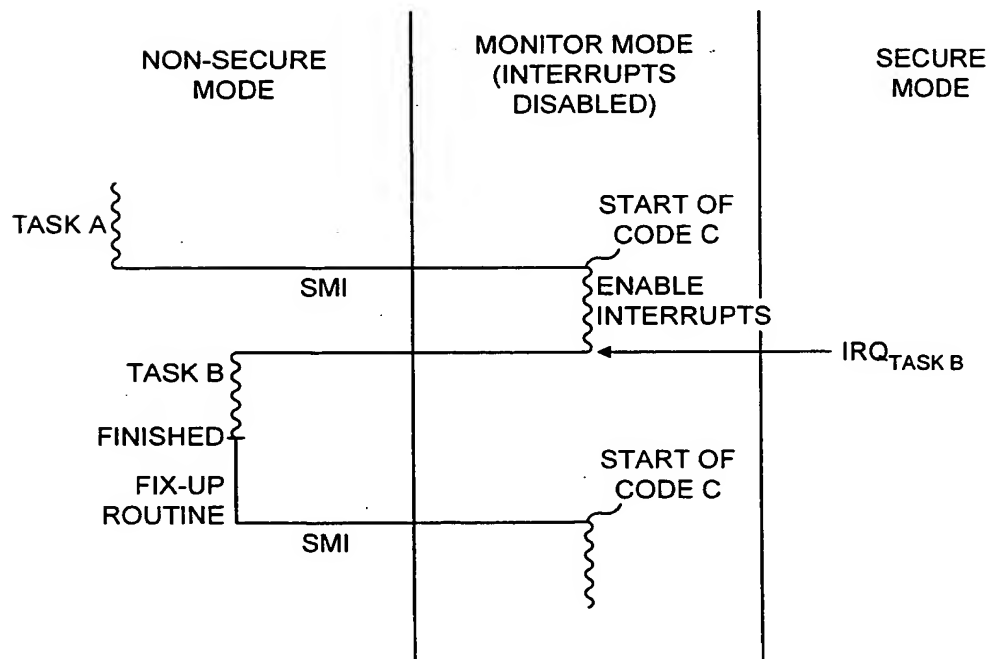 NON-SECURE
MODE
MONITOR MODE
(INTERRUPTS
DISABLED)
SECURE
MODE
TASK A
START OF
CODE C
SMI
ENABLE
INTERRUPTS
IRQTASK B
TASK B
FINISHED
FIX-UP
ROUTINE
START OF
CODE C
SMI